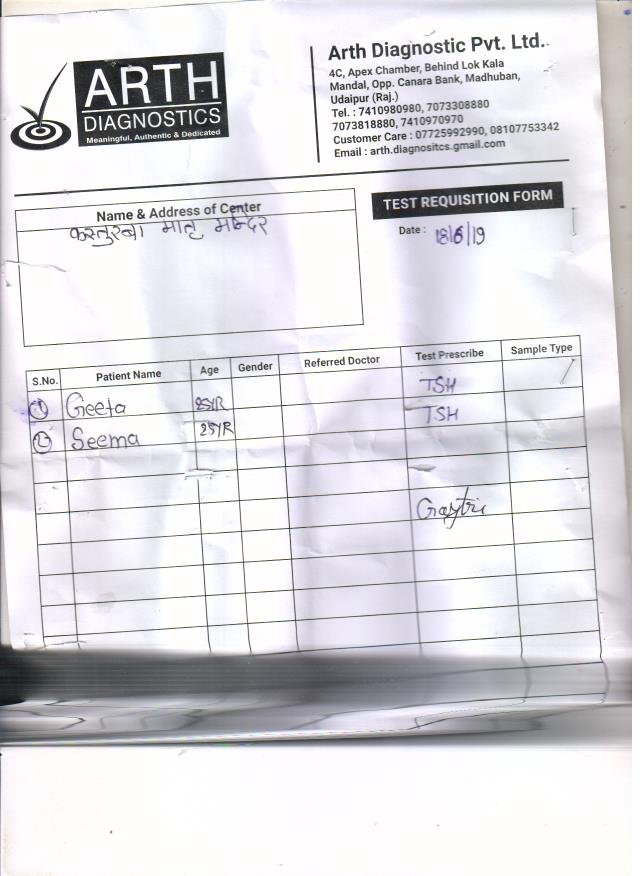 ARTH
DIAGNOSTICS
Meaningful, Authentic & Dedicated
Arth Diagnostic Pvt. Ltd.
4C, Apex Chamber, Behind Lok Kala
Mandal, Opp. Canara Bank, Madhuban,
Udaipur (Raj.)
Tel. : 7410980980, 7073308880
7073818880, 7410970970
Customer Care : 07725992990, 08107753342
Email : arth.diagnositcs.gmail.com
Name & Address of Center
कस्तुरबा मातृ मन्दिर
TEST REQUISITION FORM
Date : 18/6/19
S.No. Patient Name Age Gender Referred Doctor Test Prescribe Sample Type
1 Geeta 25YR TSH
2 Seema 25YR TSH
Gaytri